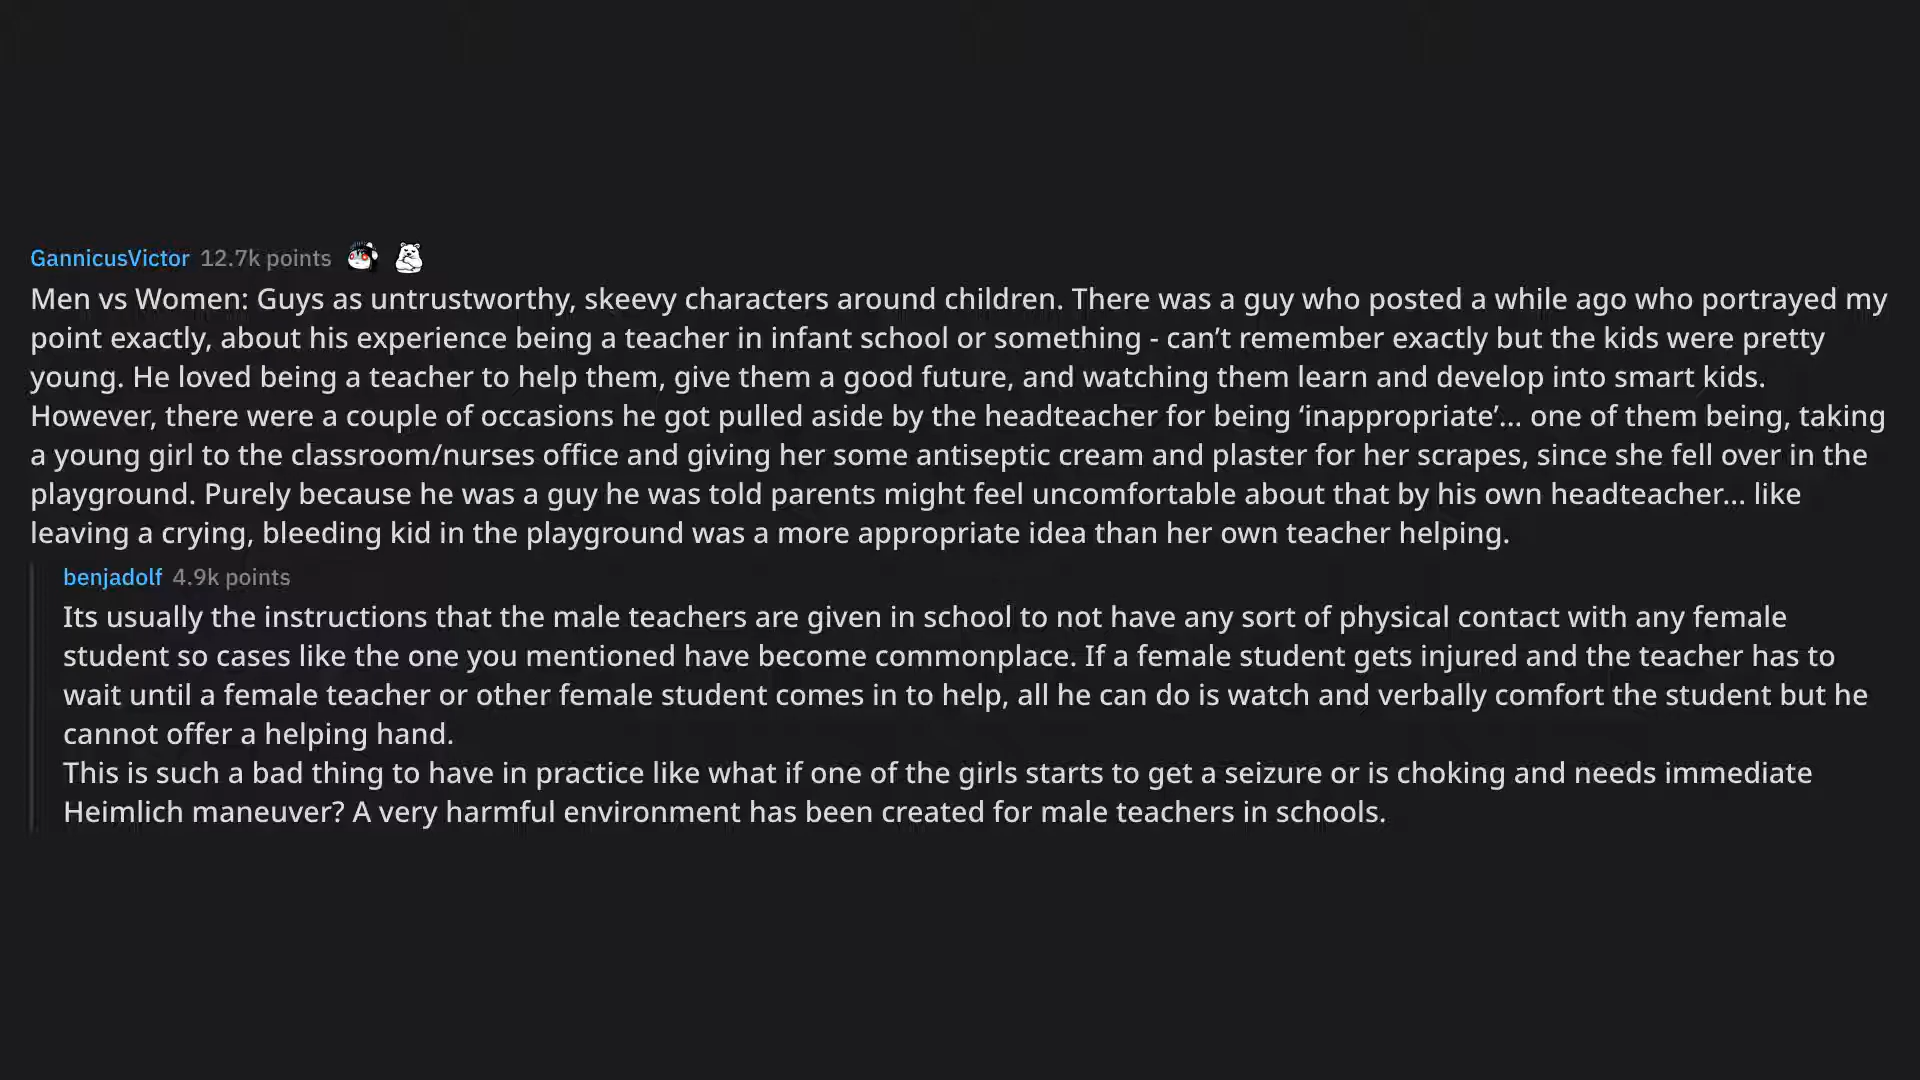 GannicusVictor 12.7k points
Men vs Women: Guys as untrustworthy, skeevy characters around children. There was a guy who posted a while ago who portrayed my
point exactly, about his experience being a teacher in infant school or something - can’t remember exactly but the kids were pretty
young. He loved being a teacher to help them, give them a good future, and watching them learn and develop into smart kids.
However, there were a couple of occasions he got pulled aside by the headteacher for being ‘inappropriate’... one of them being, taking
a young girl to the classroom/nurses office and giving her some antiseptic cream and plaster for her scrapes, since she fell over in the
playground. Purely because he was a guy he was told parents might feel uncomfortable about that by his own headteacher... like
leaving a crying, bleeding kid in the playground was a more appropriate idea than her own teacher helping.
benjadolf 4.9k points
Its usually the instructions that the male teachers are given in school to not have any sort of physical contact with any female
student so cases like the one you mentioned have become commonplace. If a female student gets injured and the teacher has to
wait until a female teacher or other female student comes in to help, all he can do is watch and verbally comfort the student but he
cannot offer a helping hand.
This is such a bad thing to have in practice like what if one of the girls starts to get a seizure or is choking and needs immediate
Heimlich maneuver? A very harmful environment has been created for male teachers in schools.